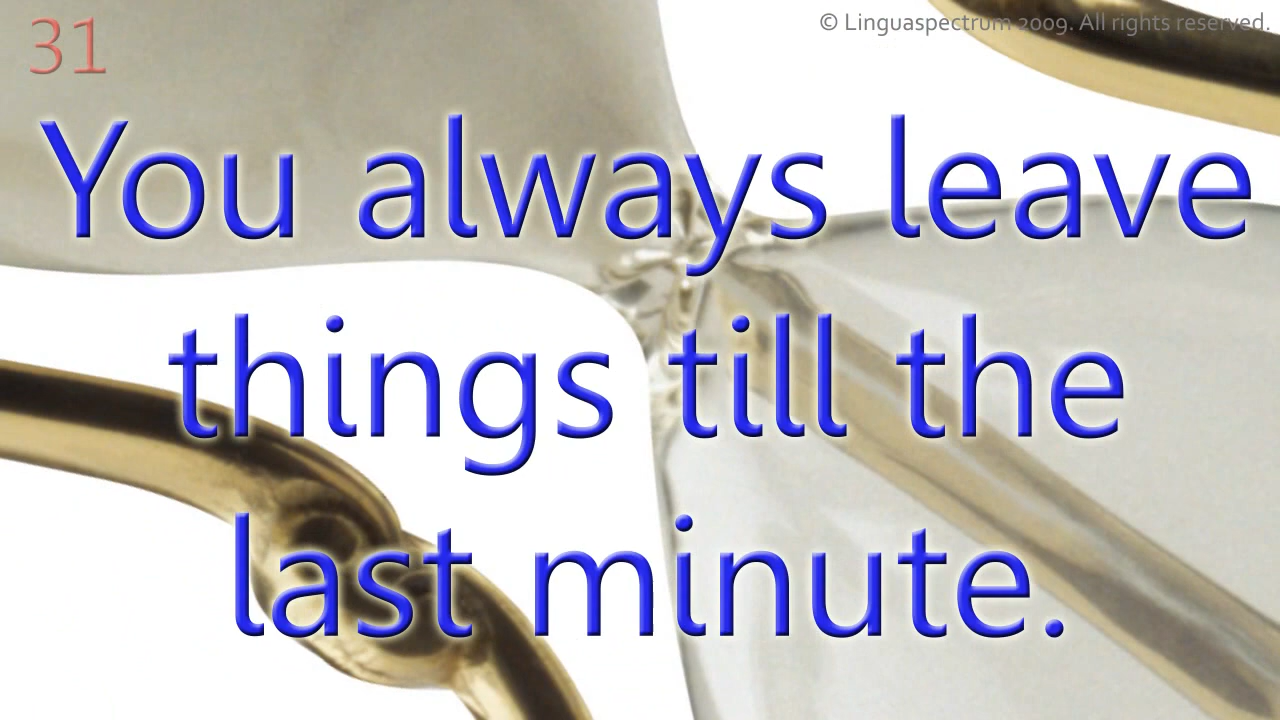 31
© Linguaspectrum 2009. All rights reserved.
You always leave
things till the
last minute.